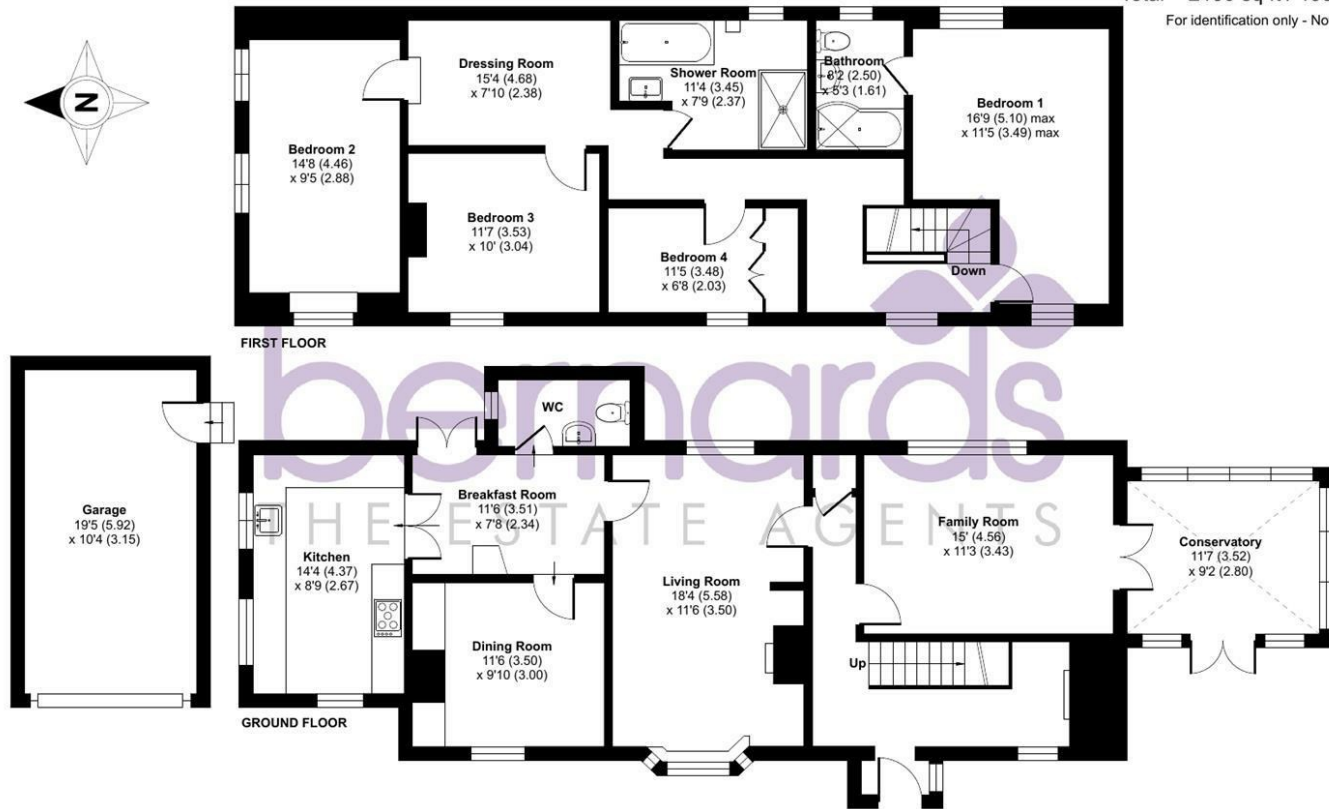 For identification only - No
N
Dressing Room
15'4 (4.68)
x 7'10 (2.38)
Shower Room
11'4 (3.45)
x 7'9 (2.37)
Bathroom
8'2 (2.50)
x 5'3 (1.61)
Bedroom 1
16'9 (5.10) max
x 11'5 (3.49) max
Bedroom 2
14'8 (4.46)
x 9'5 (2.88)
Bedroom 3
11'7 (3.53)
x 10' (3.04)
Bedroom 4
11'5 (3.48)
x 6'8 (2.03)
Down
FIRST FLOOR
bernards
THE ESTATE AGENTS
WC
Garage
19'5 (5.92)
x 10'4 (3.15)
Kitchen
14'4 (4.37)
x 8'9 (2.67)
Breakfast Room
11'6 (3.51)
x 7'8 (2.34)
Dining Room
11'6 (3.50)
x 9'10 (3.00)
Living Room
18'4 (5.58)
x 11'6 (3.50)
Family Room
15' (4.56)
x 11'3 (3.43)
Conservatory
11'7 (3.52)
x 9'2 (2.80)
Up
GROUND FLOOR